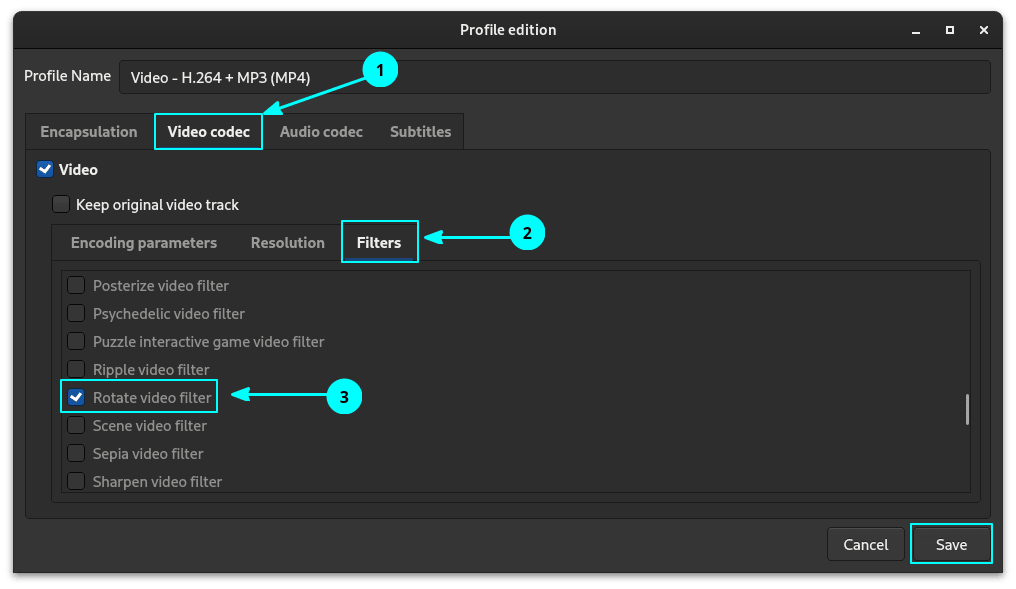 Profile edition
Profile Name Video - H.264 + MP3 (MP4)
1
Encapsulation Video codec Audio codec Subtitles
Video
Keep original video track
Encoding parameters Resolution Filters
2
Posterize video filter
Psychedelic video filter
Puzzle interactive game video filter
Ripple video filter
Rotate video filter
3
Scene video filter
Sepia video filter
Sharpen video filter
Cancel Save